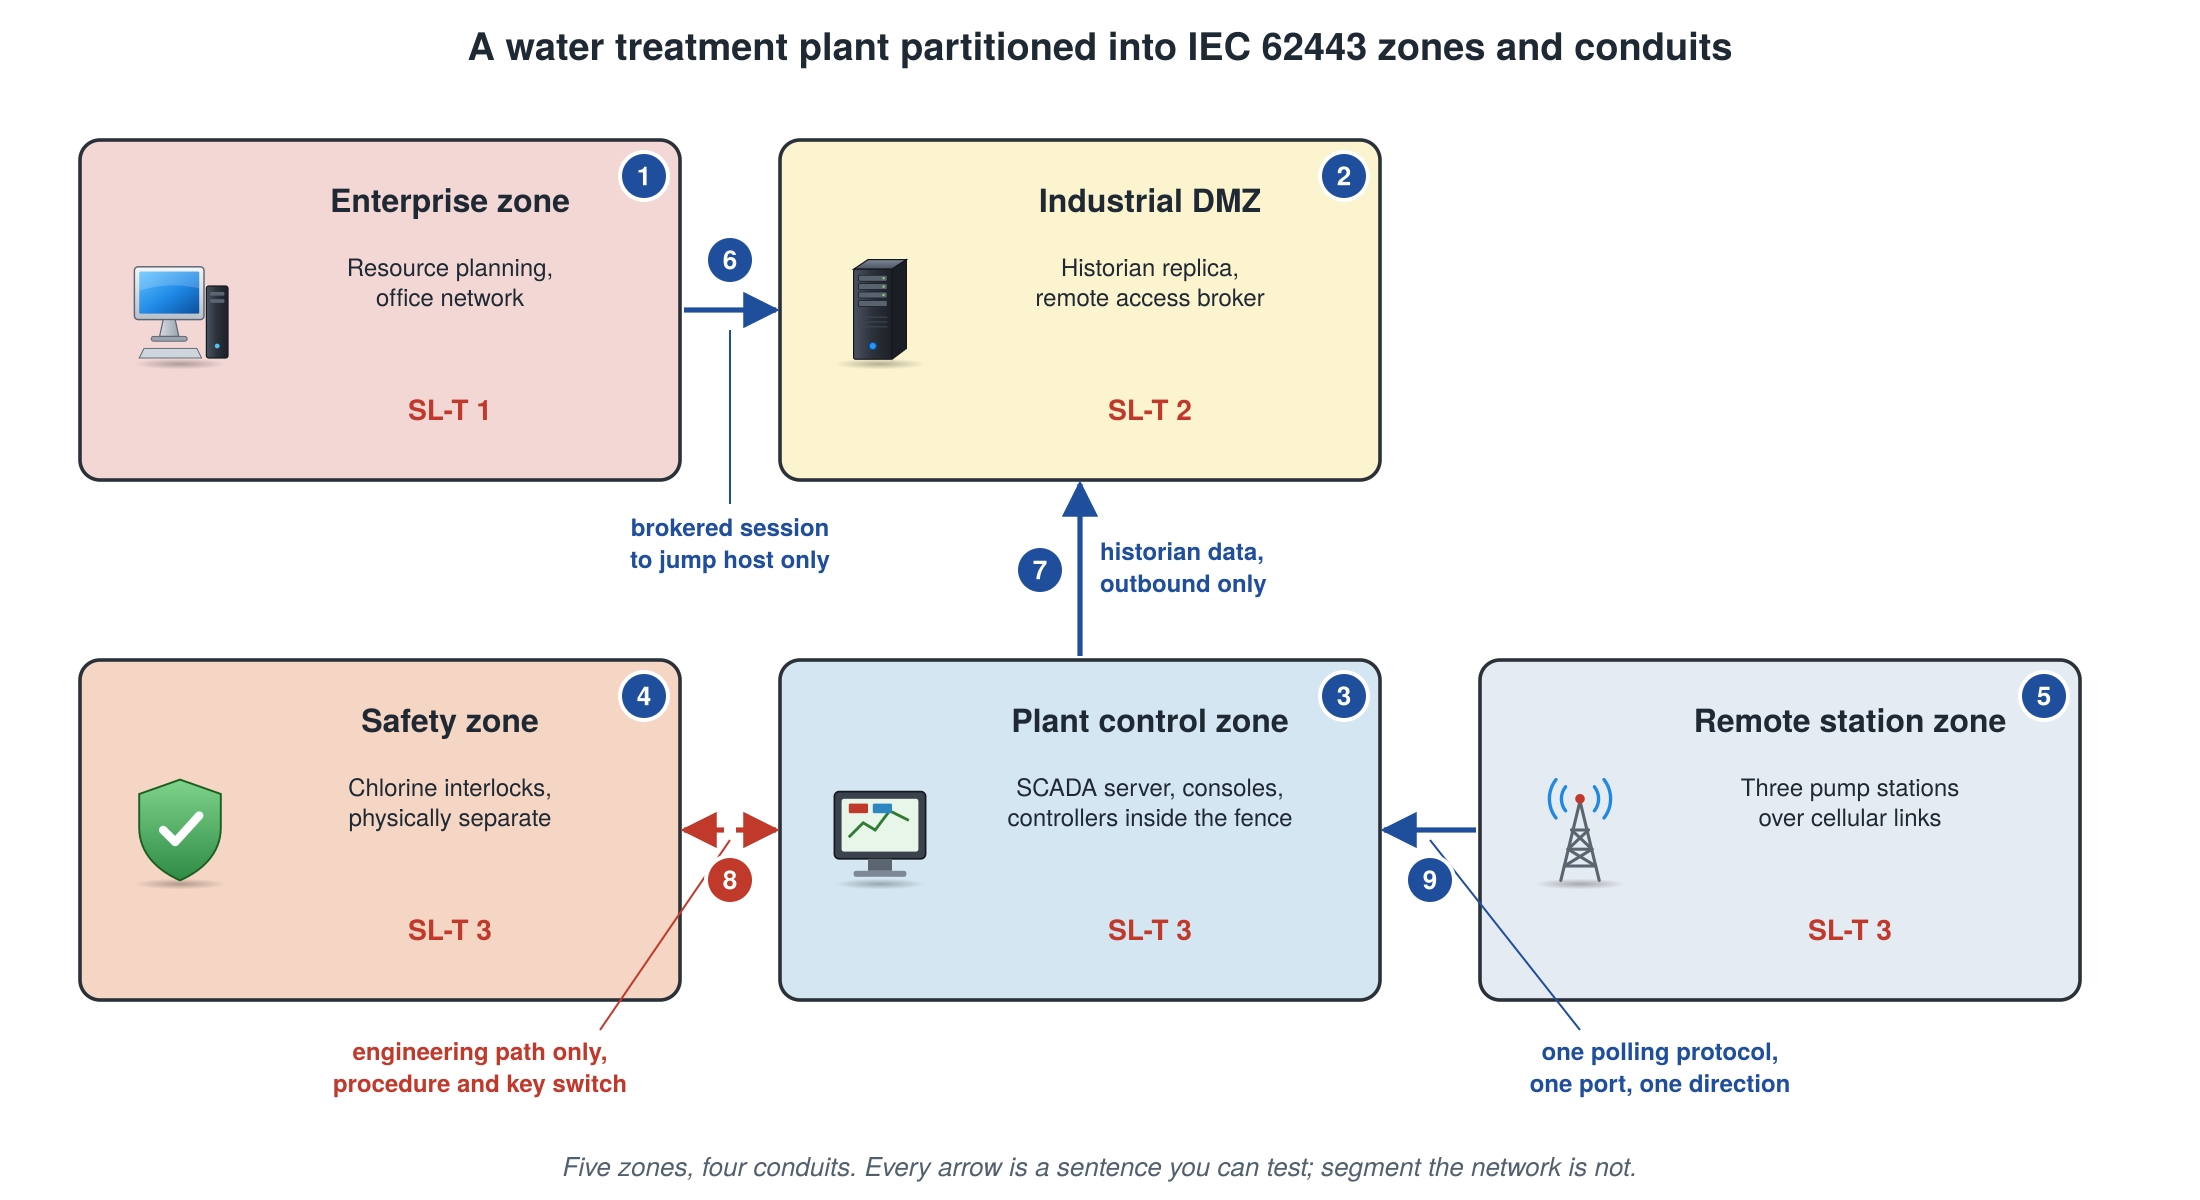 A water treatment plant partitioned into IEC 62443 zones and conduits
1
Enterprise zone
Resource planning,
office network
SL-T 1
6
brokered session
to jump host only
2
Industrial DMZ
Historian replica,
remote access broker
SL-T 2
7
historian data,
outbound only
4
Safety zone
Chlorine interlocks,
physically separate
SL-T 3
8
engineering path only,
procedure and key switch
3
Plant control zone
SCADA server, consoles,
controllers inside the fence
SL-T 3
9
one polling protocol,
one port, one direction
5
Remote station zone
Three pump stations
over cellular links
SL-T 3
Five zones, four conduits. Every arrow is a sentence you can test; segment the network is not.